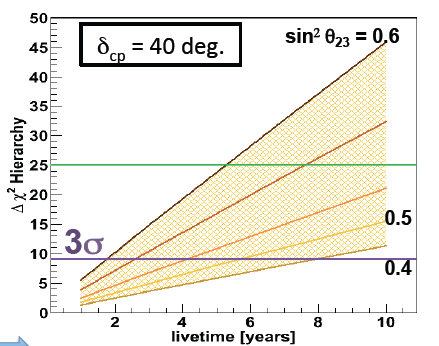 δcp = 40 deg.
sin² θ23 = 0.6
50
45
40
35
30
25
20
15
10
5
0
Δ χ² Hierarchy
3σ
0.5
0.4
2 4 6 8 10
livetime [years]